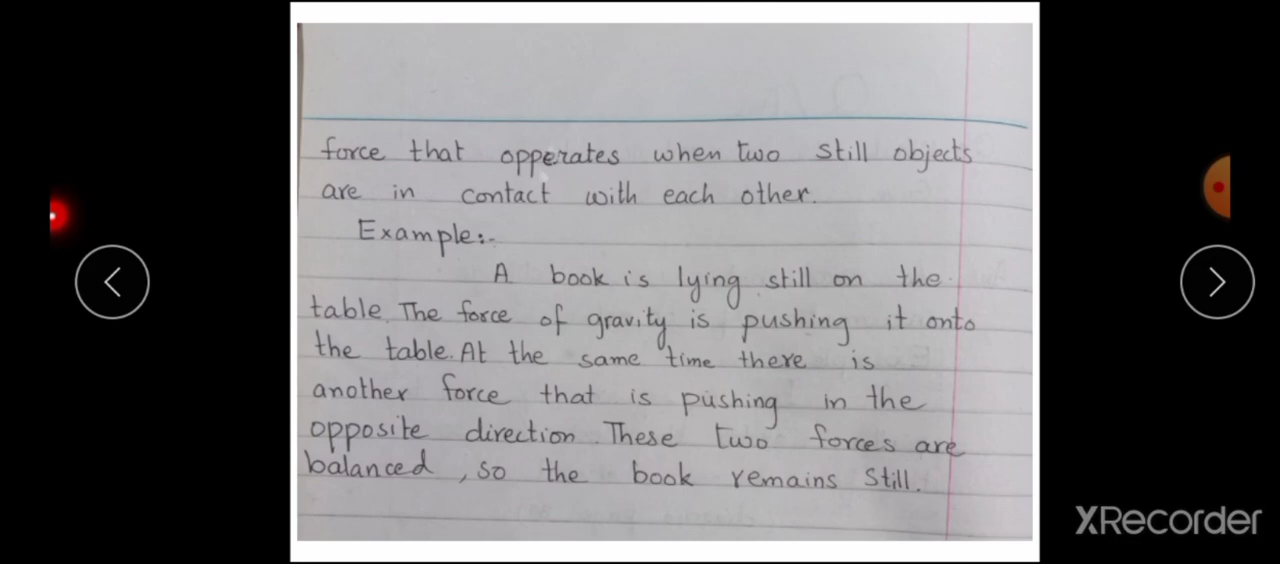 force that opperates when two still objects
are in contact with each other.
Example:-
A book is lying still on the
table. The force of gravity is pushing it onto
the table. At the same time there is
another force that is pushing in the
opposite direction. These two forces are
balanced, so the book remains still.
XRecorder